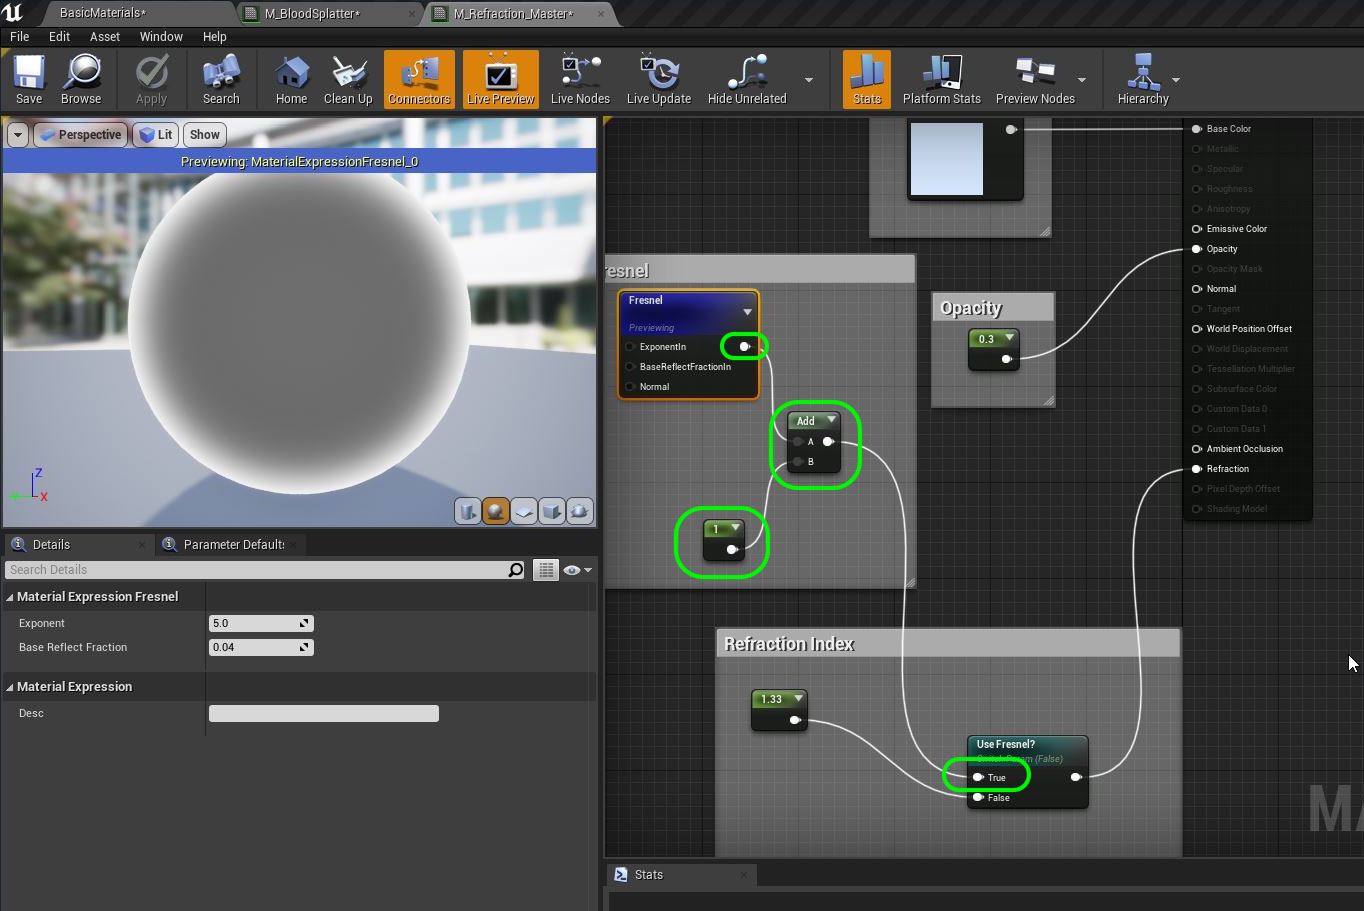 BasicMaterials*
M_BloodSplatter*
M_Refraction_Master*
File Edit Asset Window Help
Save Browse Apply Search Home Clean Up Connectors Live Preview Live Nodes Live Update Hide Unrelated Stats Platform Stats Preview Nodes Hierarchy
Perspective Lit Show
Previewing: MaterialExpressionFresnel_0
Z
X
Details
Parameter Defaults
Search Details
Material Expression Fresnel
Exponent 5.0
Base Reflect Fraction 0.04
Material Expression
Desc
resnel
Fresnel
Previewing
ExponentIn
BaseReflectFractionIn
Normal
Add
A
B
1
Opacity
0.3
Refraction Index
1.33
Use Fresnel?
Switch Param (False)
True
False
Base Color
Metallic
Specular
Roughness
Anisotropy
Emissive Color
Opacity
Opacity Mask
Normal
Tangent
World Position Offset
World Displacement
Tessellation Multiplier
Subsurface Color
Custom Data 0
Custom Data 1
Ambient Occlusion
Refraction
Pixel Depth Offset
Shading Model
MA
Stats